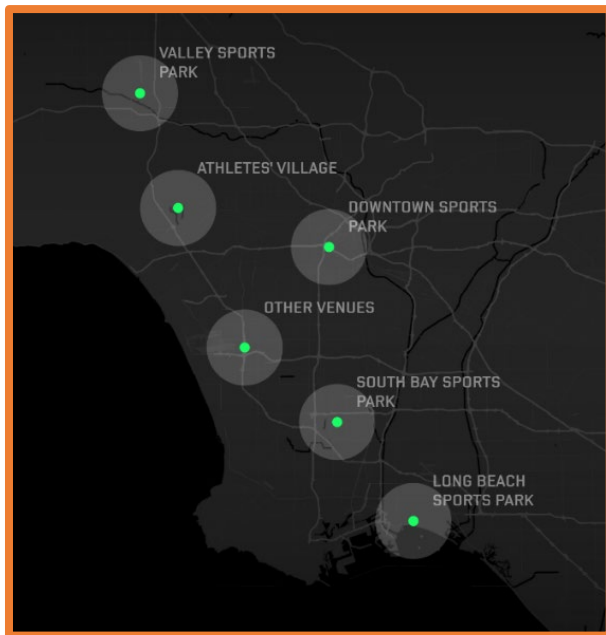 VALLEY SPORTS
PARK
ATHLETES' VILLAGE
DOWNTOWN SPORTS
PARK
OTHER VENUES
SOUTH BAY SPORTS
PARK
LONG BEACH
SPORTS PARK